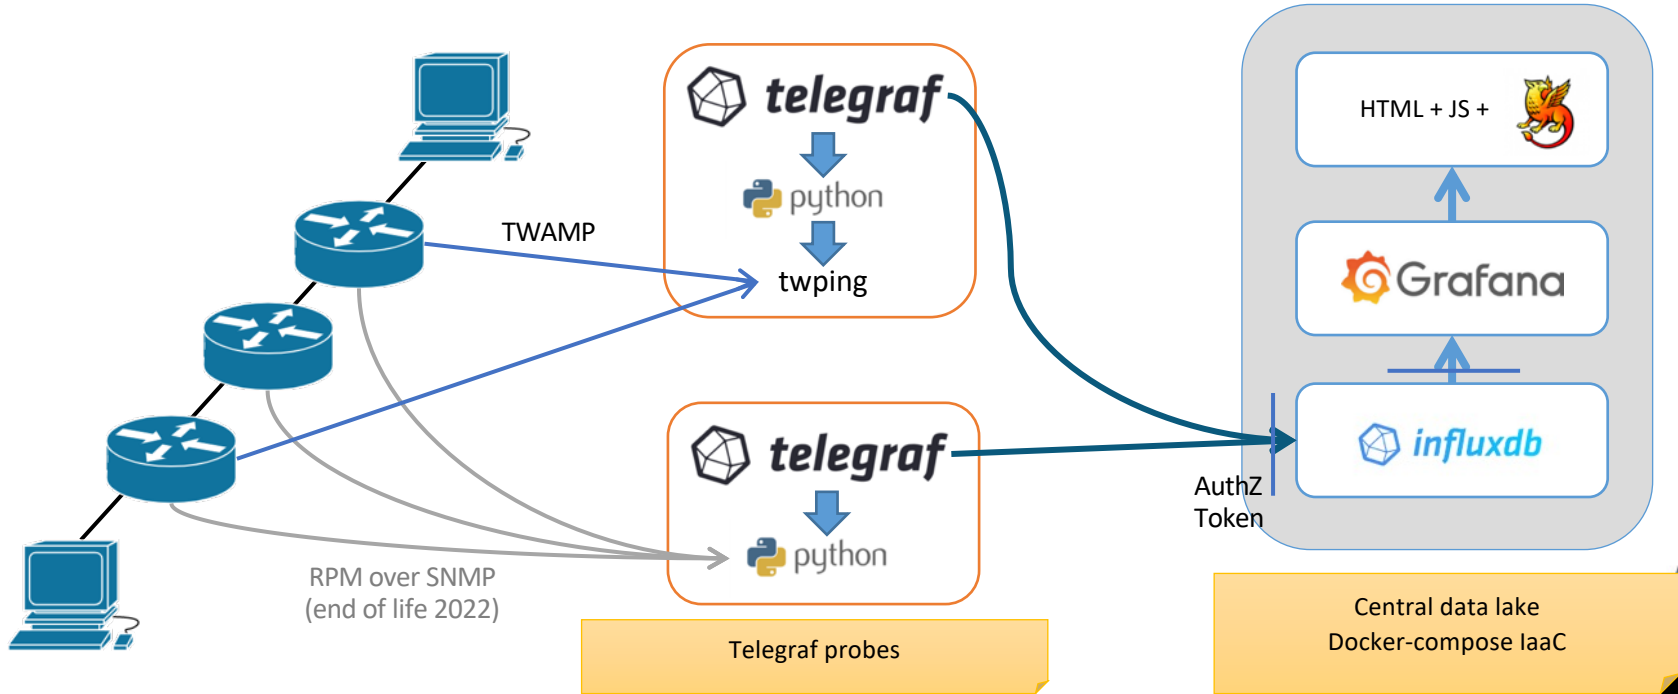 telegraf
python
TWAMP
twping
telegraf
python
RPM over SNMP
(end of life 2022)
Telegraf probes
HTML + JS +
Grafana
influxdb
AuthZ
Token
Central data lake
Docker-compose IaaC